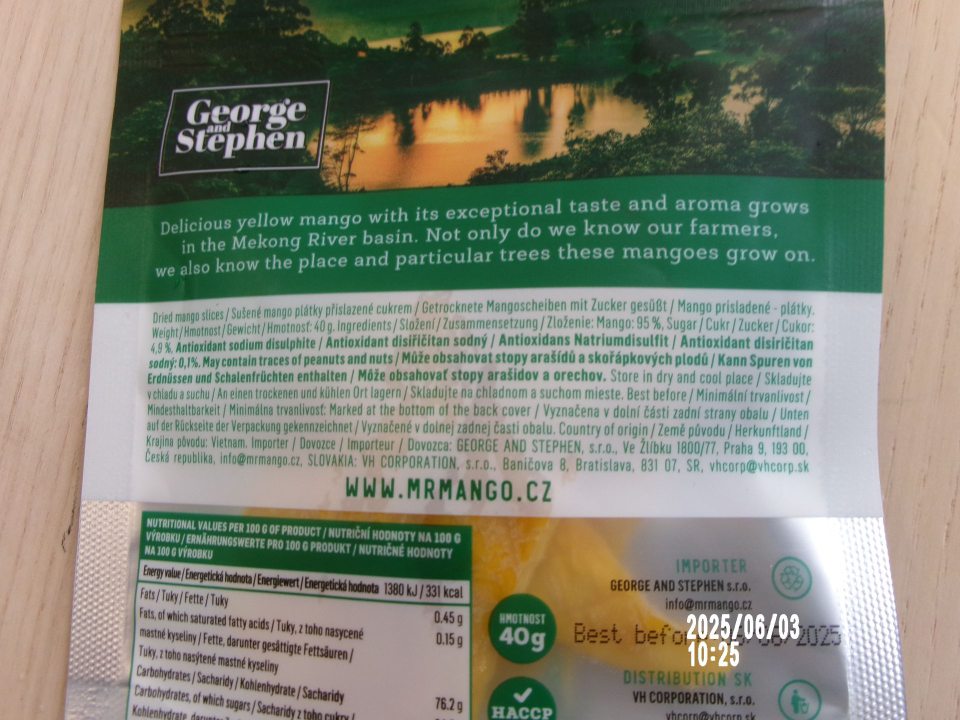 George
and
Stephen
Delicious yellow mango with its exceptional taste and aroma grows
in the Mekong River basin. Not only do we know our farmers,
we also know the place and particular trees these mangoes grow on.
Dried mango slices / Sušené mango plátky přislazené cukrem / Getrocknete Mangoscheiben mit Zucker gesüßt / Mango prisladené - plátky.
Weight / Hmotnost / Gewicht / Hmotnosť: 40 g. Ingredients / Složení / Zusammensetzung / Zloženie: Mango: 95 %, Sugar / Cukr / Zucker / Cukor:
4,9 %, Antioxidant sodium disulphite / Antioxidant disiřičitan sodný / Antioxidans Natriumdisulfit / Antioxidant disiričitan
sodný: 0,1%. May contain traces of peanuts and nuts / Může obsahovat stopy arašídů a skořápkových plodů / Kann Spuren von
Erdnüssen und Schalenfrüchten enthalten / Môže obsahovať stopy arašidov a orechov. Store in dry and cool place / Skladujte
v chladu a suchu / An einen trockenen und kühlen Ort lagern / Skladujte na chladnom a suchom mieste. Best before / Minimální trvanlivost /
Mindesthaltbarkeit / Minimálna trvanlivosť: Marked at the bottom of the back cover / Vyznačena v dolní části zadní strany obalu / Unten
auf der Rückseite der Verpackung gekennzeichnet / Vyznačené v dolnej zadnej časti obalu. Country of origin / Země původu / Herkunftland /
Krajina pôvodu: Vietnam. Importer / Dovozce / Importeur / Dovozca: GEORGE AND STEPHEN, s.r.o., Ve Žlíbku 1800/77, Praha 9, 193 00,
Česká republika, info@mrmango.cz, SLOVAKIA: VH CORPORATION, s.r.o., Baničova 8, Bratislava, 831 07, SR, vhcorp@vhcorp.sk
WWW.MRMANGO.CZ
NUTRITIONAL VALUES PER 100 G OF PRODUCT / NUTRIČNÍ HODNOTY NA 100 G
VÝROBKU / ERNÄHRUNGSWERTE PRO 100 G PRODUKT / NUTRIČNÉ HODNOTY
NA 100 G VÝROBKU
Energy value / Energetická hodnota / Energiewert / Energetická hodnota 1380 kJ / 331 kcal
Fats / Tuky / Fette / Tuky 0.45 g
Fats, of which saturated fatty acids / Tuky, z toho nasycené 0.15 g
mastné kyseliny / Fette, darunter gesättigte Fettsäuren /
Tuky, z toho nasýtené mastné kyseliny
Carbohydrates / Sacharidy / Kohlenhydrate / Sacharidy 76.2 g
Carbohydrates, of which sugars / Sacharidy z toho cukry /
Kohlenhydrate,
HMOTNOST
40g
HACCP
IMPORTER
GEORGE AND STEPHEN s.r.o.
info@mrmango.cz
Best 2025
2025/06/03
10:25
DISTRIBUTION SK
VH CORPORATION, s.r.o.
vhcorp@vhcorp.sk